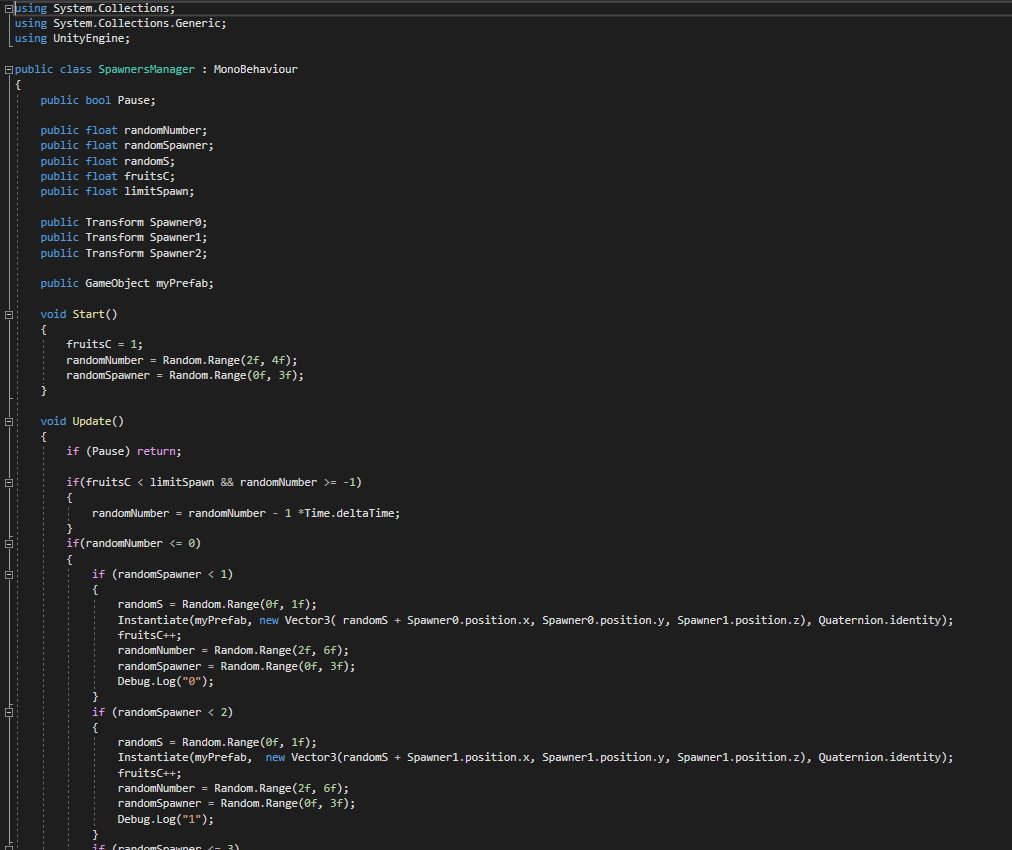 using System.Collections;
using System.Collections.Generic;
using UnityEngine;
public class SpawnersManager : MonoBehaviour
{
public bool Pause;
public float randomNumber;
public float randomSpawner;
public float randomS;
public float fruitsC;
public float limitSpawn;
public Transform Spawner0;
public Transform Spawner1;
public Transform Spawner2;
public GameObject myPrefab;
void Start()
{
fruitsC = 1;
randomNumber = Random.Range(2f, 4f);
randomSpawner = Random.Range(0f, 3f);
}
void Update()
{
if (Pause) return;
if(fruitsC < limitSpawn && randomNumber >= -1)
{
randomNumber = randomNumber - 1 *Time.deltaTime;
}
if(randomNumber <= 0)
{
if (randomSpawner < 1)
{
randomS = Random.Range(0f, 1f);
Instantiate(myPrefab, new Vector3( randomS + Spawner0.position.x, Spawner0.position.y, Spawner1.position.z), Quaternion.identity);
fruitsC++;
randomNumber = Random.Range(2f, 6f);
randomSpawner = Random.Range(0f, 3f);
Debug.Log("0");
}
if (randomSpawner < 2)
{
randomS = Random.Range(0f, 1f);
Instantiate(myPrefab,  new Vector3(randomS + Spawner1.position.x, Spawner1.position.y, Spawner1.position.z), Quaternion.identity);
fruitsC++;
randomNumber = Random.Range(2f, 6f);
randomSpawner = Random.Range(0f, 3f);
Debug.Log("1");
}
if (randomSpawner <= 3)